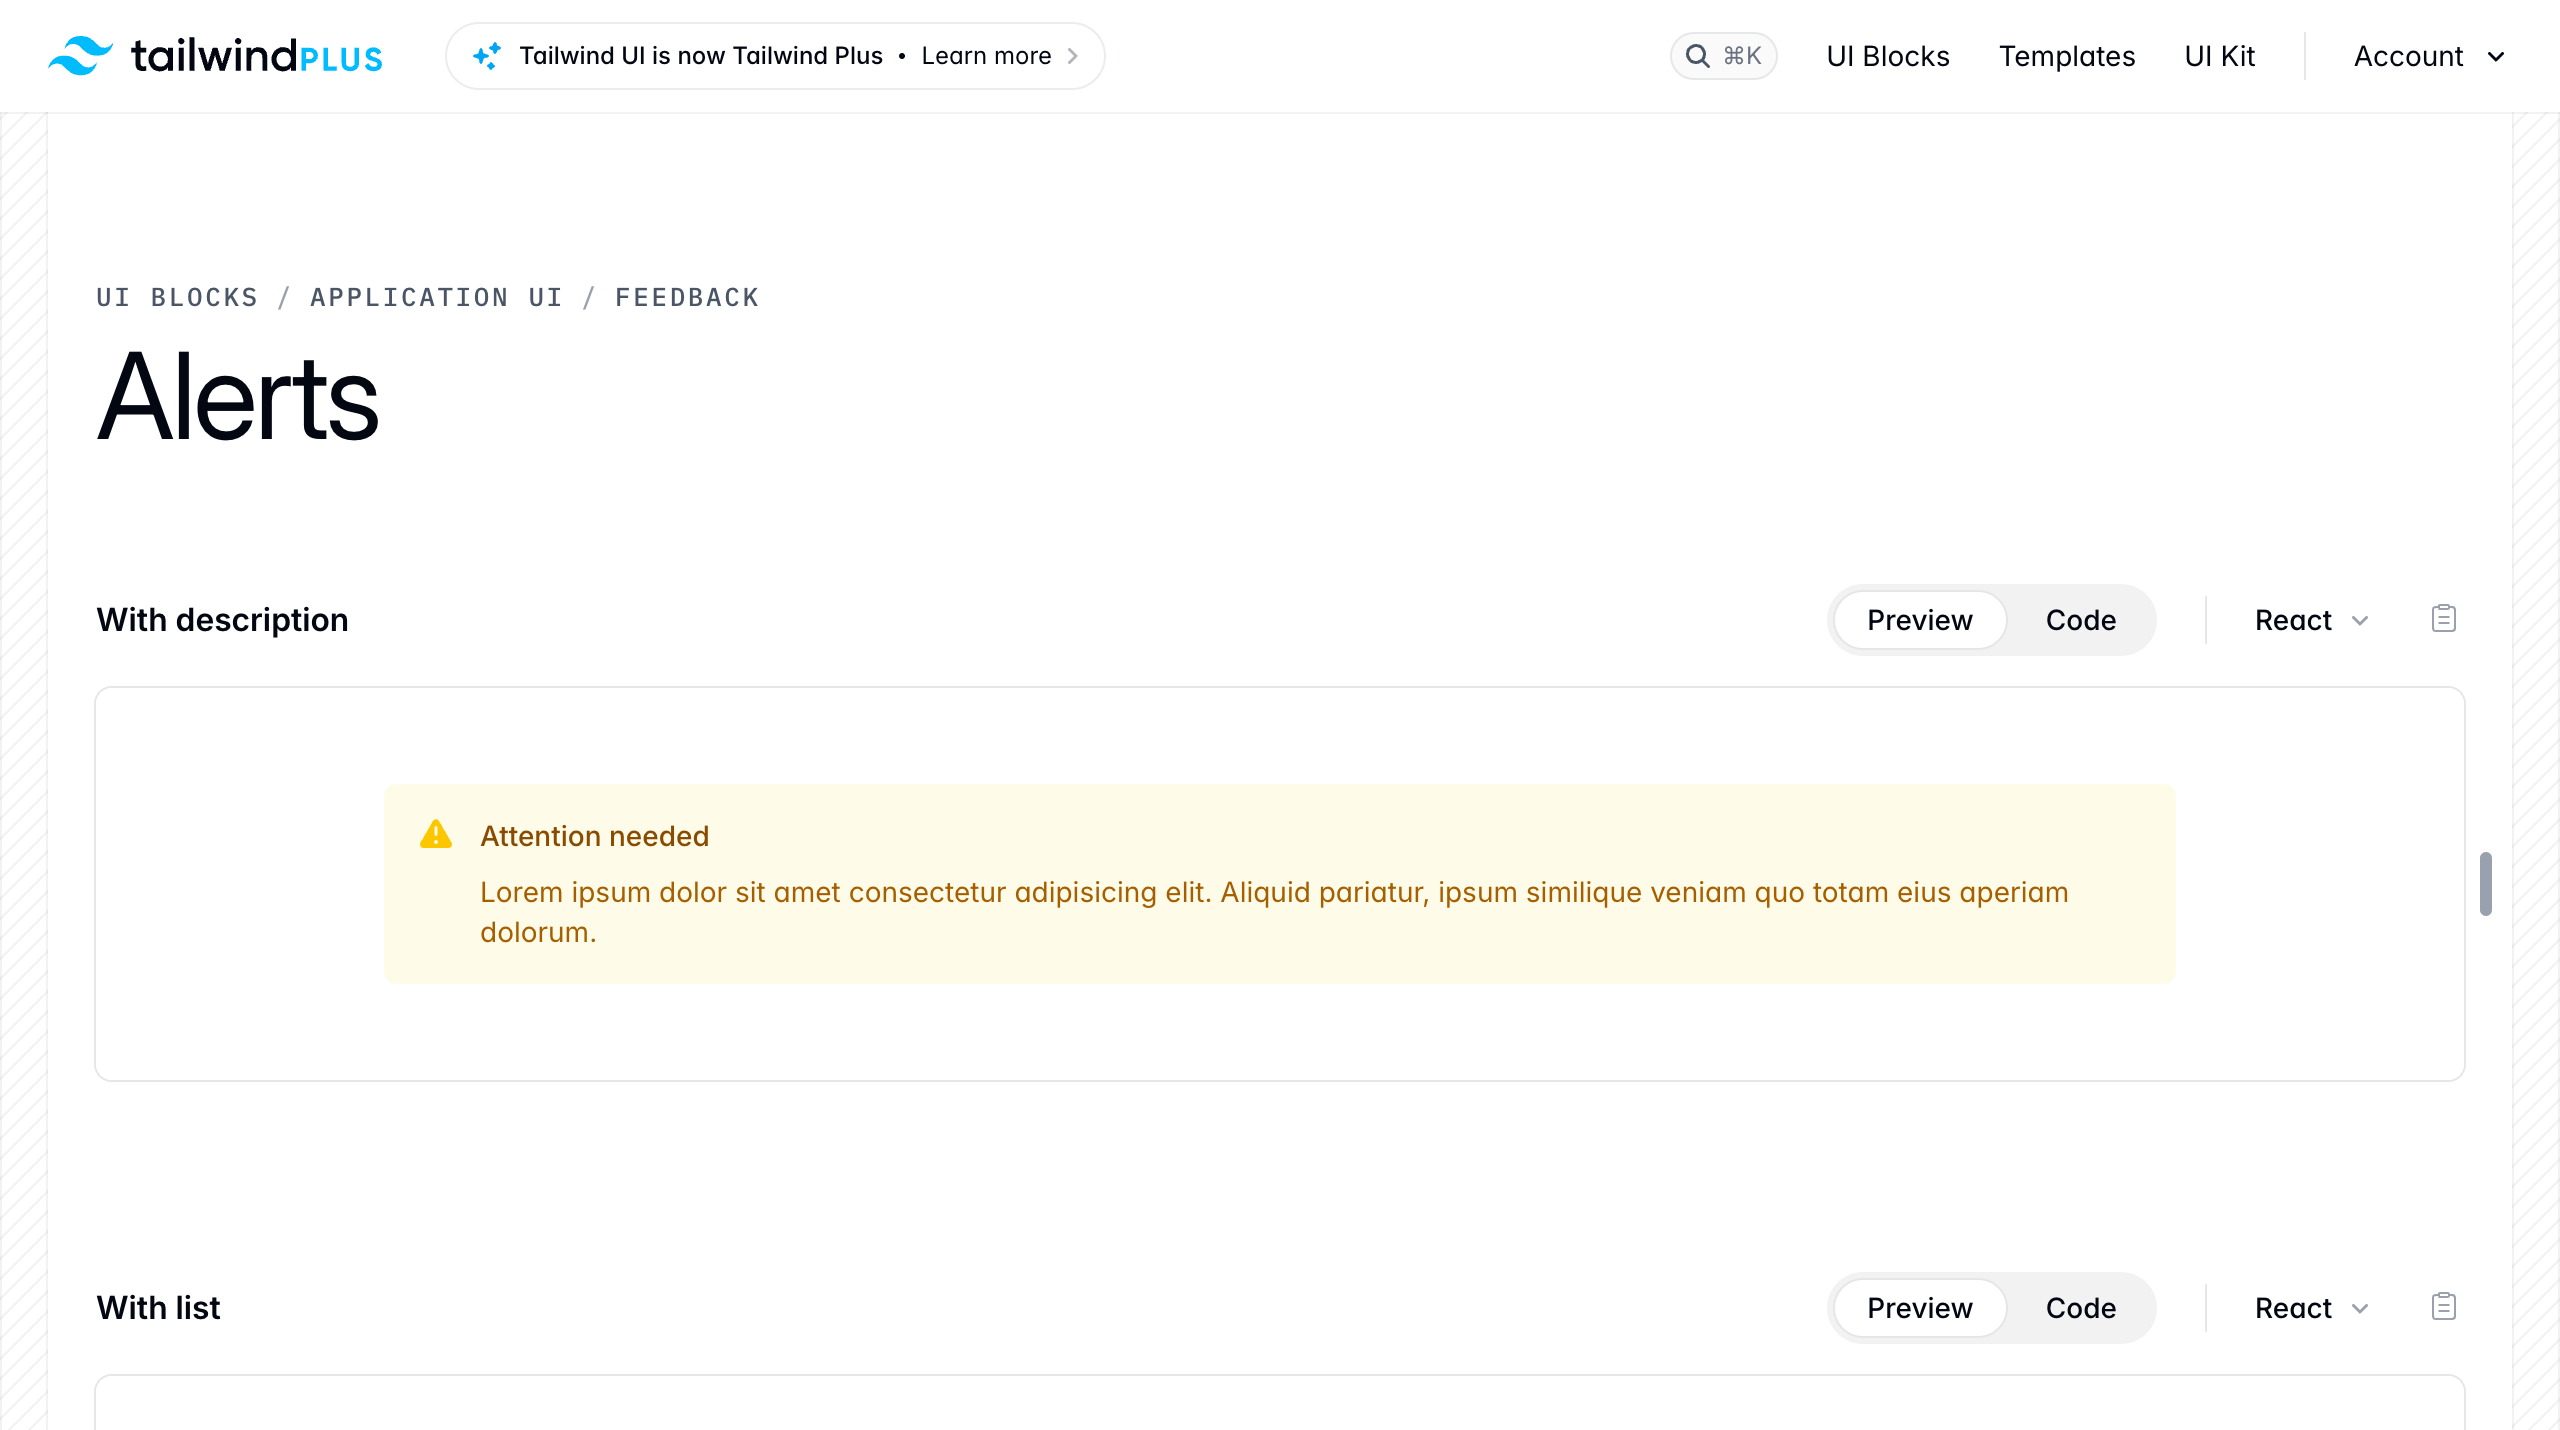 tailwindPLUS
Tailwind UI is now Tailwind Plus • Learn more
⌘K
UI Blocks
Templates
UI Kit
Account
UI BLOCKS / APPLICATION UI / FEEDBACK
Alerts
With description
Preview
Code
React
Attention needed
Lorem ipsum dolor sit amet consectetur adipisicing elit. Aliquid pariatur, ipsum similique veniam quo totam eius aperiam
dolorum.
With list
Preview
Code
React